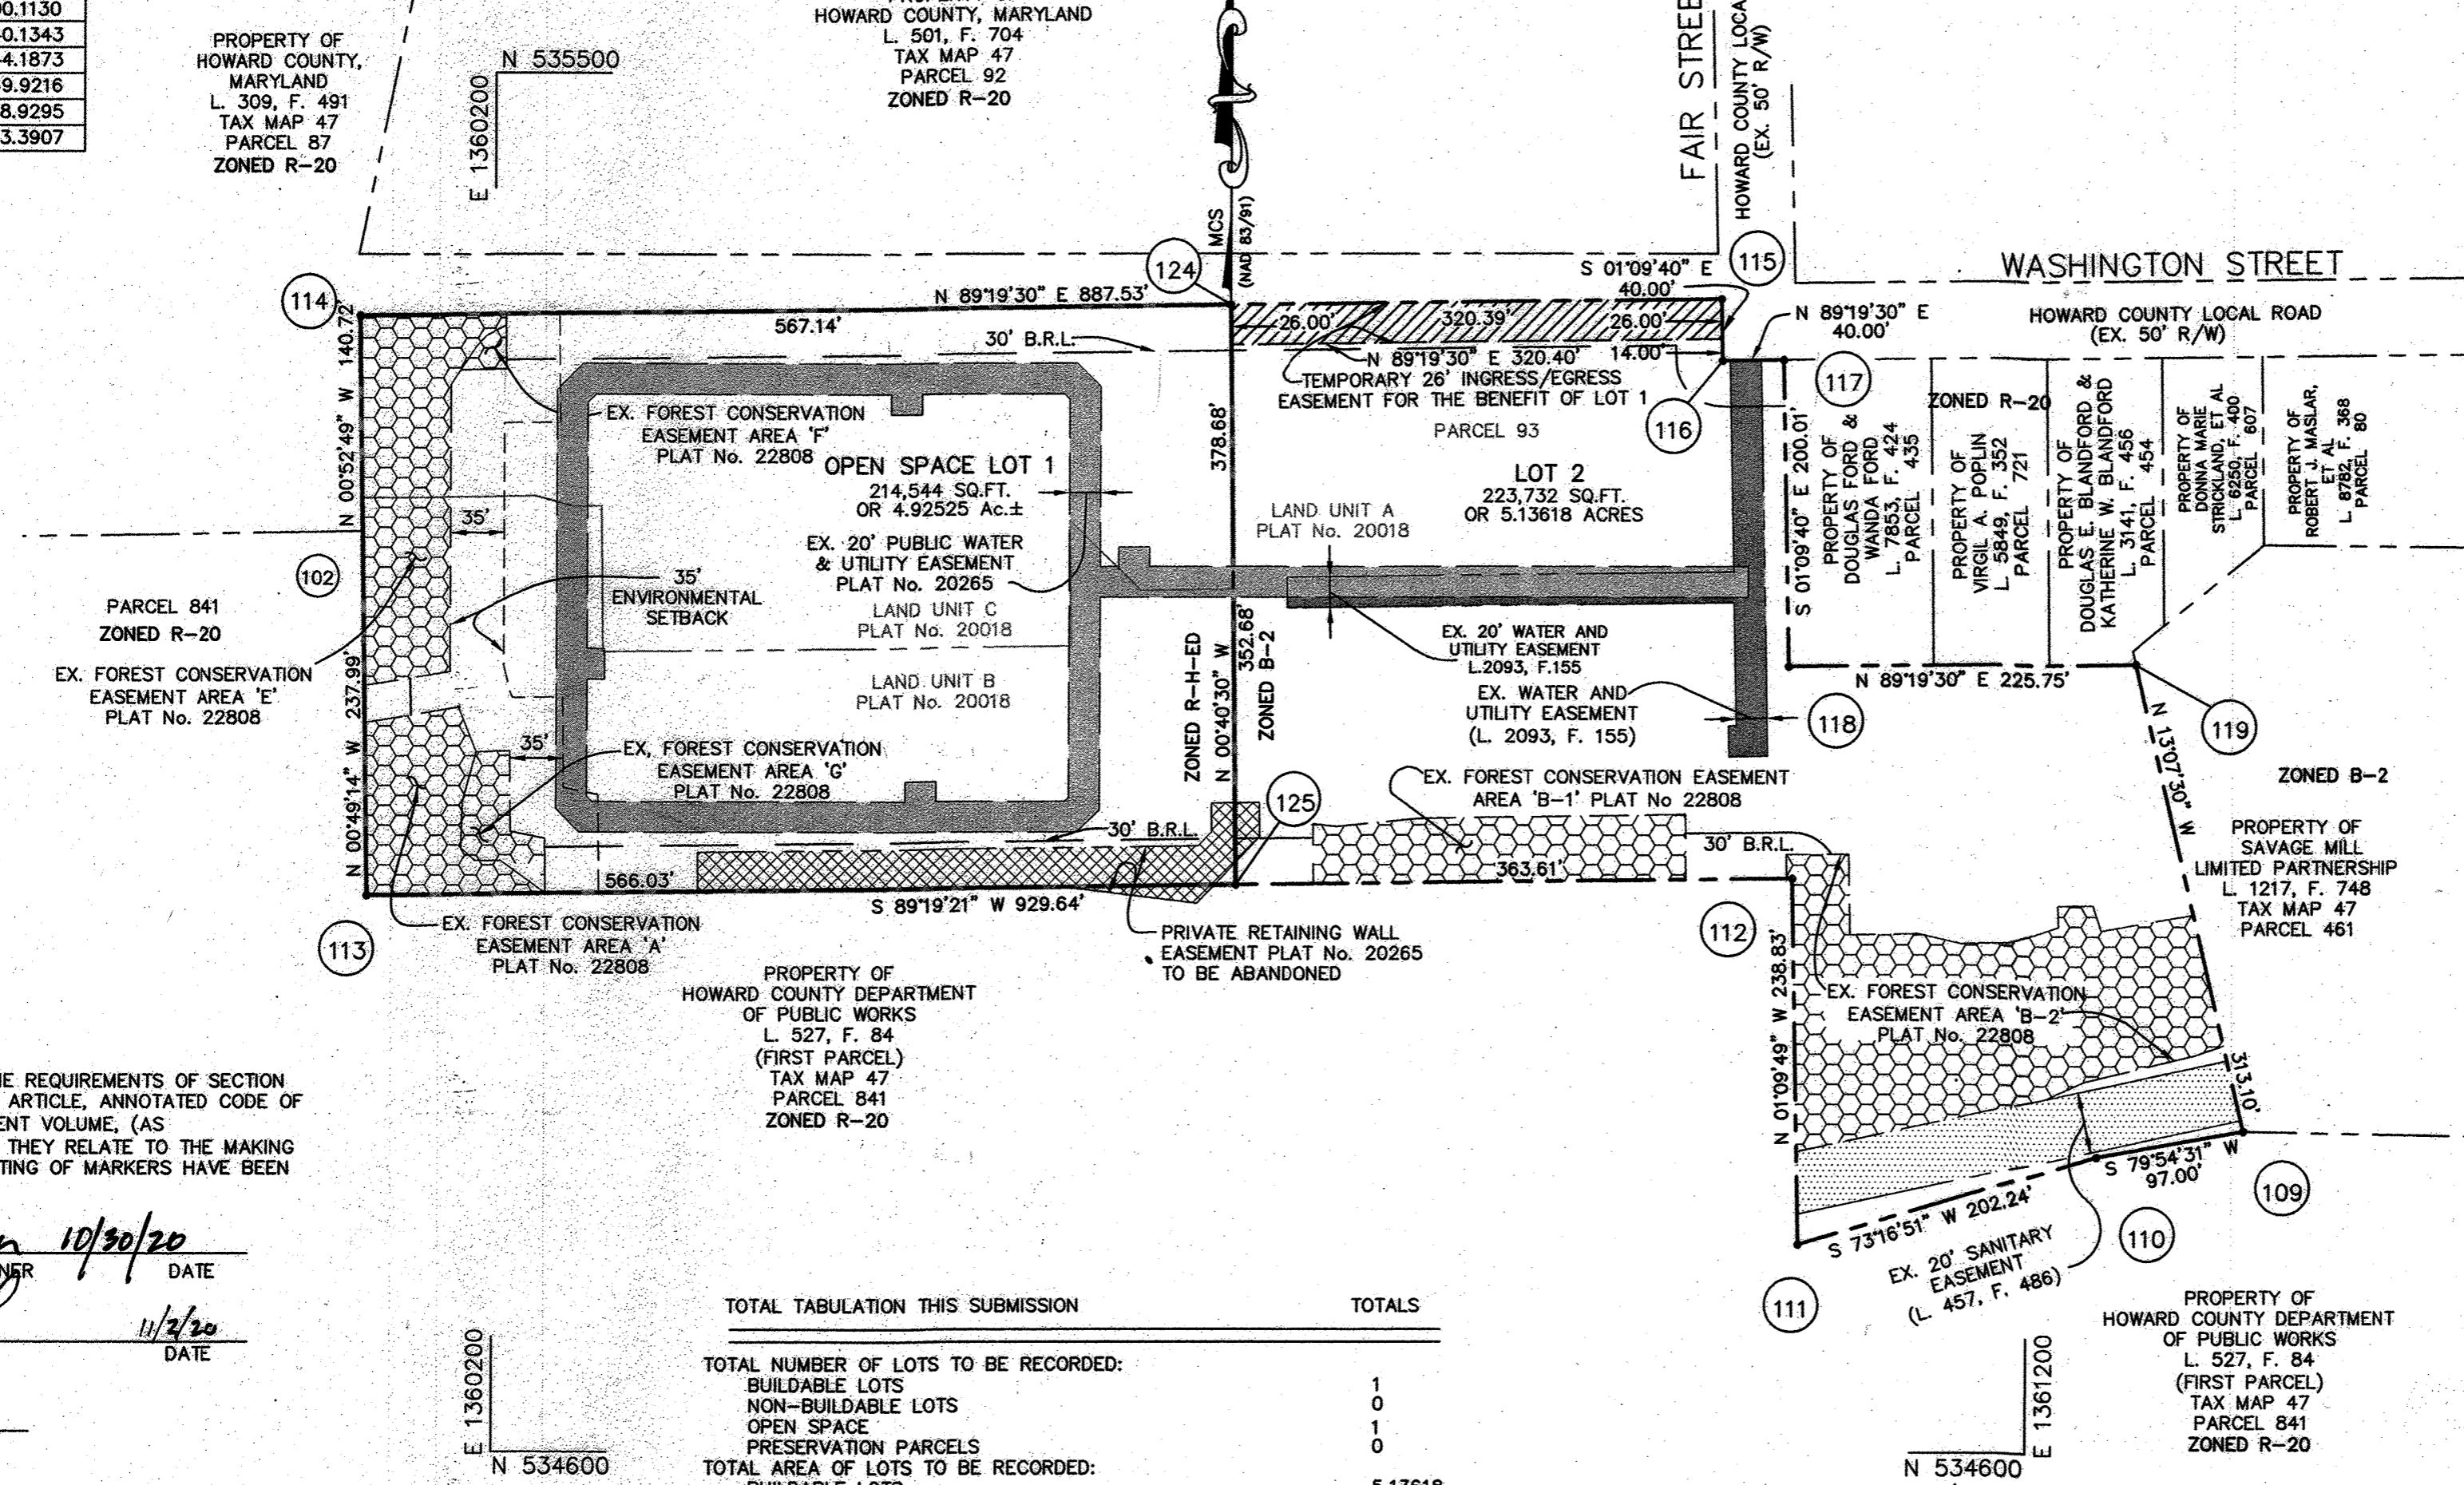 0.1130
0.1343
4.1873
9.9216
8.9295
3.3907
PROPERTY OF
HOWARD COUNTY,
MARYLAND
L. 309, F. 491
TAX MAP 47
PARCEL 87
ZONED R-20
N 535500
E 1360200
HOWARD COUNTY, MARYLAND
L. 501, F. 704
TAX MAP 47
PARCEL 92
ZONED R-20
MCS
(NAD 83/91)
FAIR STREE
HOWARD COUNTY LOCA
(EX. 50' R/W)
WASHINGTON STREET
HOWARD COUNTY LOCAL ROAD
(EX. 50' R/W)
114
124
115
N 89°19'30" E 887.53'
567.14'
30' B.R.L.
S 01°09'40" E
40.00'
N 89°19'30" E
40.00'
26.00'
320.39'
26.00'
N 89°19'30" E 320.40'
14.00'
TEMPORARY 26' INGRESS/EGRESS
EASEMENT FOR THE BENEFIT OF LOT 1
PARCEL 93
116
117
N 00°52'49" W 140.72'
EX. FOREST CONSERVATION
EASEMENT AREA 'F'
PLAT No. 22808
OPEN SPACE LOT 1
214,544 SQ.FT.
OR 4.92525 Ac.±
EX. 20' PUBLIC WATER
& UTILITY EASEMENT
PLAT No. 20265
LAND UNIT C
PLAT No. 20018
LAND UNIT B
PLAT No. 20018
35'
35'
ENVIRONMENTAL
SETBACK
378.68'
LAND UNIT A
PLAT No. 20018
LOT 2
223,732 SQ.FT.
OR 5.13618 ACRES
S 01°09'40" E 200.01'
PROPERTY OF
DOUGLAS FORD &
WANDA FORD
L. 7853, F. 424
PARCEL 435
ZONED R-20
PROPERTY OF
VIRGIL A. POPLIN
L. 5849, F. 352
PARCEL 721
PROPERTY OF
DOUGLAS E. BLANDFORD &
KATHERINE W. BLANDFORD
L. 3141, F. 456
PARCEL 454
PROPERTY OF
DONNA MARIE
STRICKLAND, ET AL
L. 6250, F. 400
PARCEL 607
PROPERTY OF
ROBERT J. MASLAR,
ET AL
L. 8782, F. 368
PARCEL 80
102
PARCEL 841
ZONED R-20
EX. FOREST CONSERVATION
EASEMENT AREA 'E'
PLAT No. 22808
N 00°49'14" W 237.99'
35'
EX, FOREST CONSERVATION
EASEMENT AREA 'G'
PLAT No. 22808
ZONED R-H-ED
N 00°40'30" W
352.68'
ZONED B-2
EX. 20' WATER AND
UTILITY EASEMENT
L.2093, F.155
EX. WATER AND
UTILITY EASEMENT
(L. 2093, F. 155)
N 89°19'30" E 225.75'
118
119
N 13°07'30" W
313.10'
ZONED B-2
PROPERTY OF
SAVAGE MILL
LIMITED PARTNERSHIP
L. 1217, F. 748
TAX MAP 47
PARCEL 461
EX. FOREST CONSERVATION EASEMENT
AREA 'B-1' PLAT No 22808
125
30' B.R.L.
30' B.R.L.
566.03'
S 89°19'21" W 929.64'
363.61'
113
EX. FOREST CONSERVATION
EASEMENT AREA 'A'
PLAT No. 22808
PRIVATE RETAINING WALL
EASEMENT PLAT No. 20265
TO BE ABANDONED
PROPERTY OF
HOWARD COUNTY DEPARTMENT
OF PUBLIC WORKS
L. 527, F. 84
(FIRST PARCEL)
TAX MAP 47
PARCEL 841
ZONED R-20
112
N 01°09'49" W 238.83'
EX. FOREST CONSERVATION
EASEMENT AREA 'B-2'
PLAT No. 22808
S 79°54'31" W
97.00'
S 73°16'51" W 202.24'
109
110
111
EX. 20' SANITARY
EASEMENT
(L. 457, F. 486)
PROPERTY OF
HOWARD COUNTY DEPARTMENT
OF PUBLIC WORKS
L. 527, F. 84
(FIRST PARCEL)
TAX MAP 47
PARCEL 841
ZONED R-20
E REQUIREMENTS OF SECTION
ARTICLE, ANNOTATED CODE OF
ENT VOLUME, (AS
THEY RELATE TO THE MAKING
TING OF MARKERS HAVE BEEN
10/30/20
NER DATE
11/2/20
DATE
E 1360200
N 534600
TOTAL TABULATION THIS SUBMISSION TOTALS
TOTAL NUMBER OF LOTS TO BE RECORDED:
BUILDABLE LOTS 1
NON-BUILDABLE LOTS 0
OPEN SPACE 1
PRESERVATION PARCELS 0
TOTAL AREA OF LOTS TO BE RECORDED:
BUILDABLE LOTS 5.13618
E 1361200
N 534600